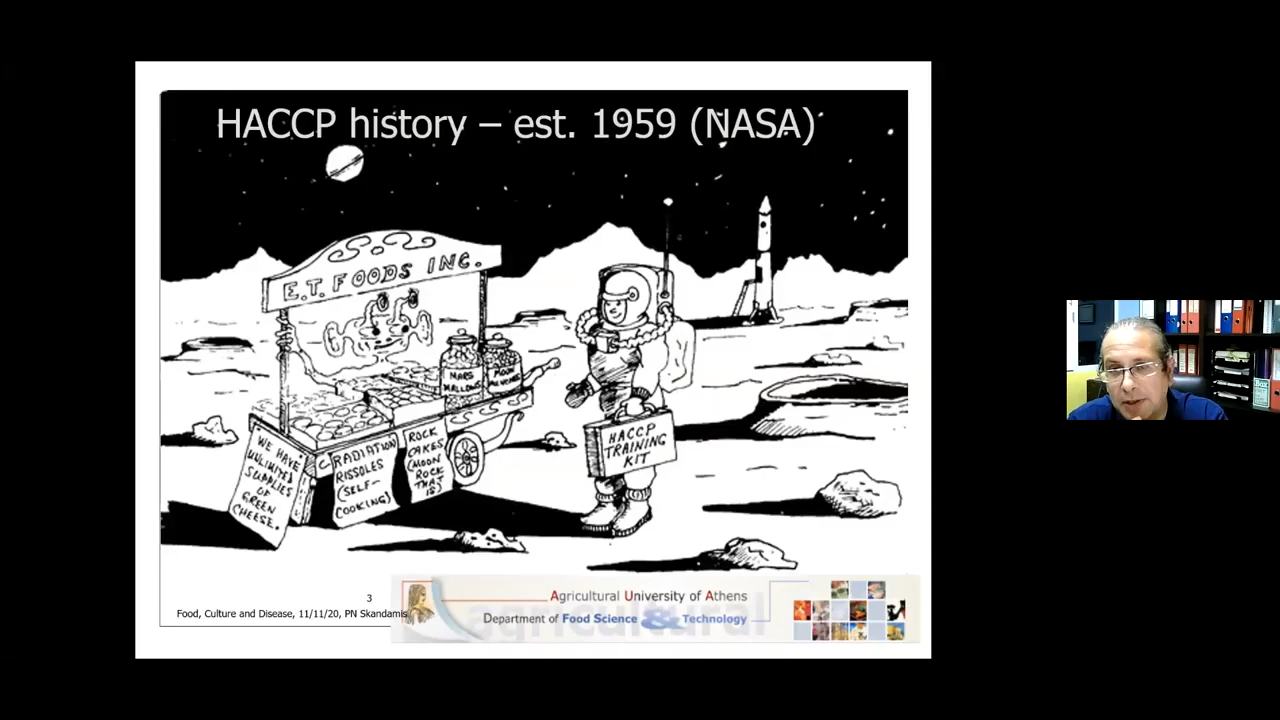 HACCP history – est. 1959 (NASA)
E.T. FOODS INC.
MARS
MALLOWS
MOON
WE HAVE
UNLIMITED
SUPPLIES
OF
GREEN
CHEESE.
RADIATION
RISSOLES
(SELF-
COOKING)
ROCK
CAKES
(MOON
ROCK
THAT
IS)
HACCP
TRAINING
KIT
3
Food, Culture and Disease, 11/11/20, PN Skandamis
Agricultural University of Athens
Department of Food Science & Technology
agricultural